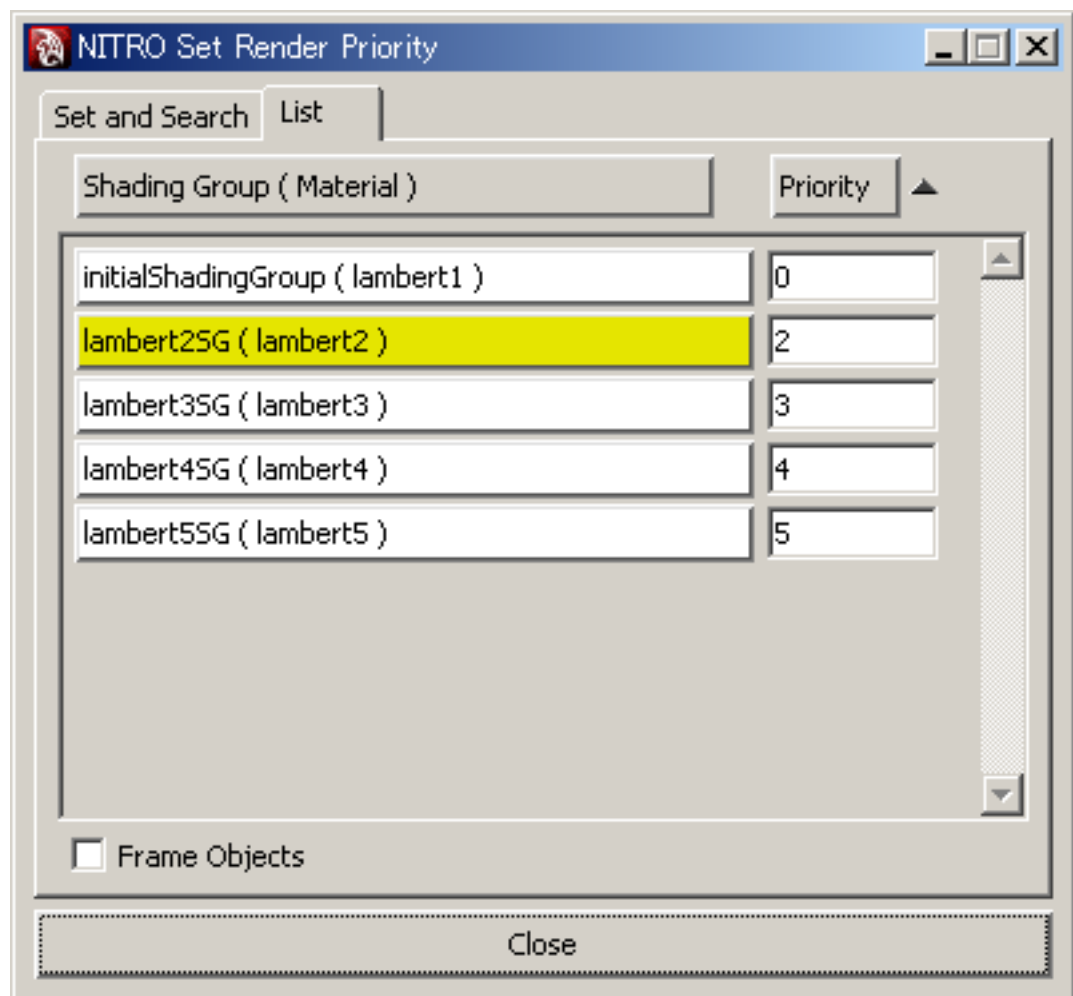 NITRO Set Render Priority
Set and Search List
Shading Group ( Material ) Priority
initialShadingGroup ( lambert1 ) 0
lambert2SG ( lambert2 ) 2
lambert3SG ( lambert3 ) 3
lambert4SG ( lambert4 ) 4
lambert5SG ( lambert5 ) 5
Frame Objects
Close